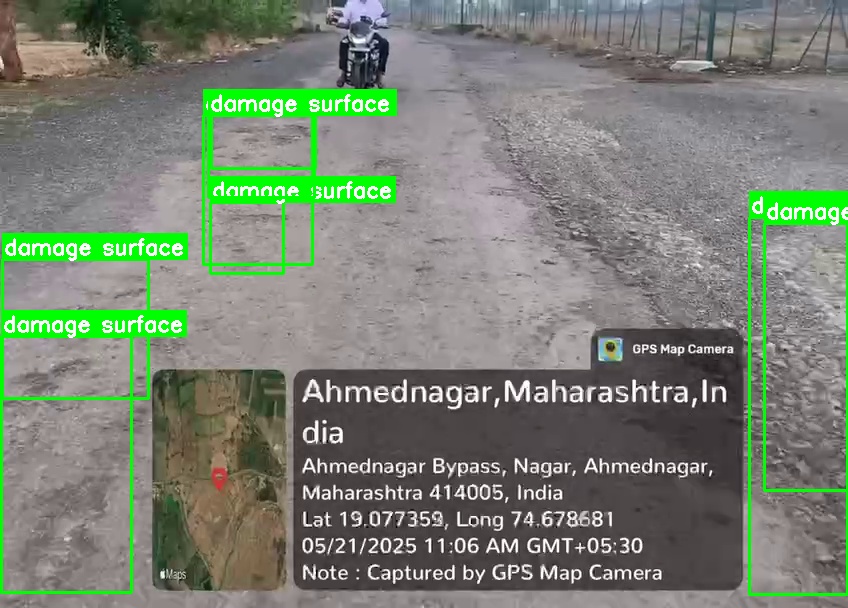 damage surface
damage surface
d damage
damage surface
damage surface
GPS Map Camera
Ahmednagar,Maharashtra,In
dia
Ahmednagar Bypass, Nagar, Ahmednagar,
Maharashtra 414005, India
Lat 19.077359, Long 74.678681
05/21/2025 11:06 AM GMT+05:30
Note : Captured by GPS Map Camera
Maps